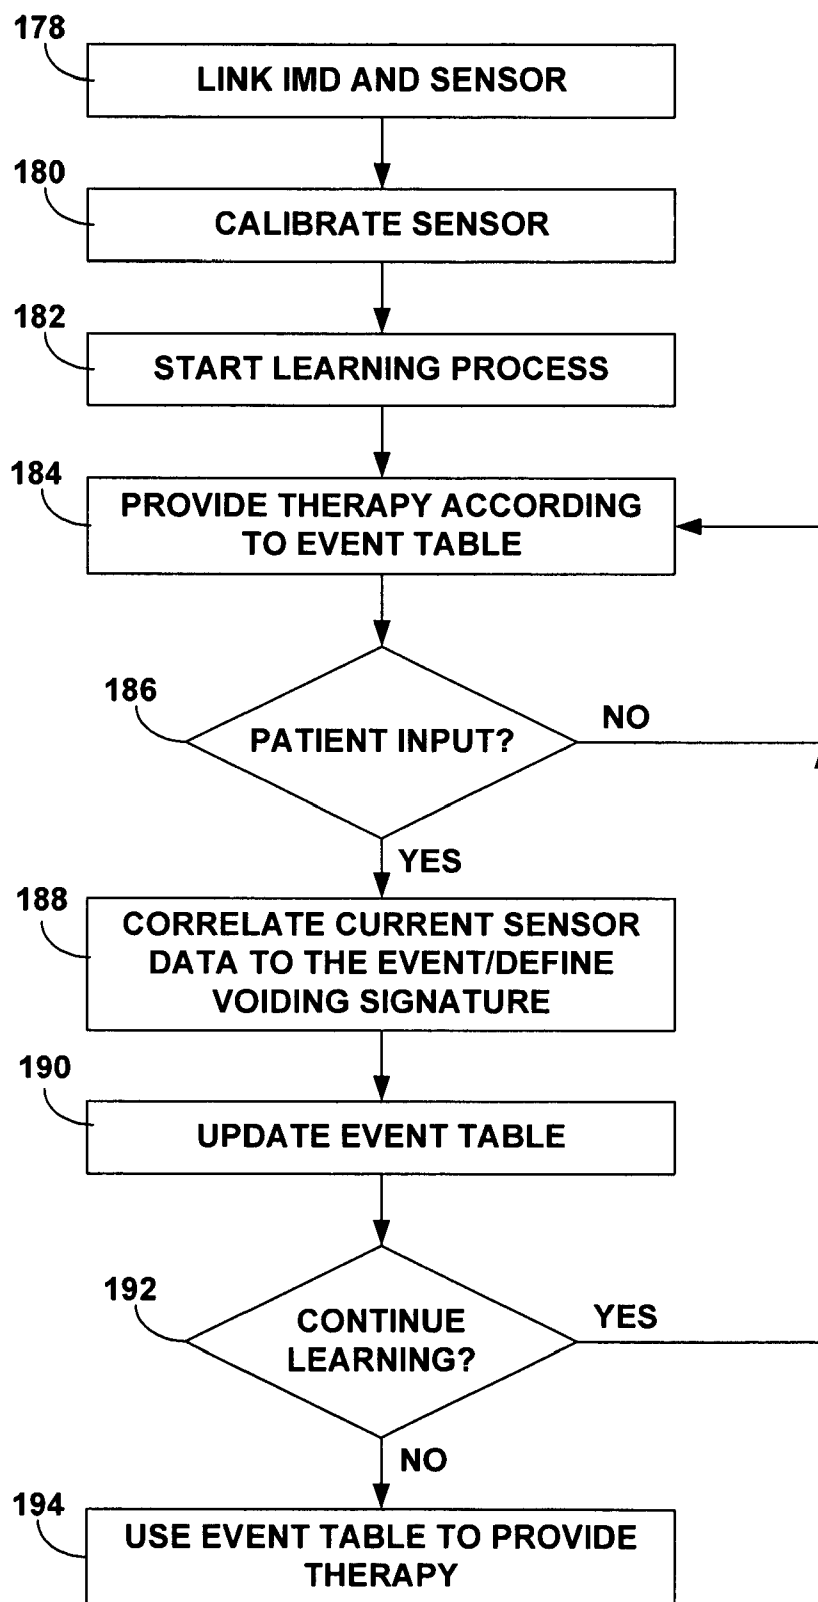 178
LINK IMD AND SENSOR
180
CALIBRATE SENSOR
182
START LEARNING PROCESS
184
PROVIDE THERAPY ACCORDING
TO EVENT TABLE
186
PATIENT INPUT?
NO
YES
188
CORRELATE CURRENT SENSOR
DATA TO THE EVENT/DEFINE
VOIDING SIGNATURE
190
UPDATE EVENT TABLE
192
CONTINUE
LEARNING?
YES
NO
194
USE EVENT TABLE TO PROVIDE
THERAPY